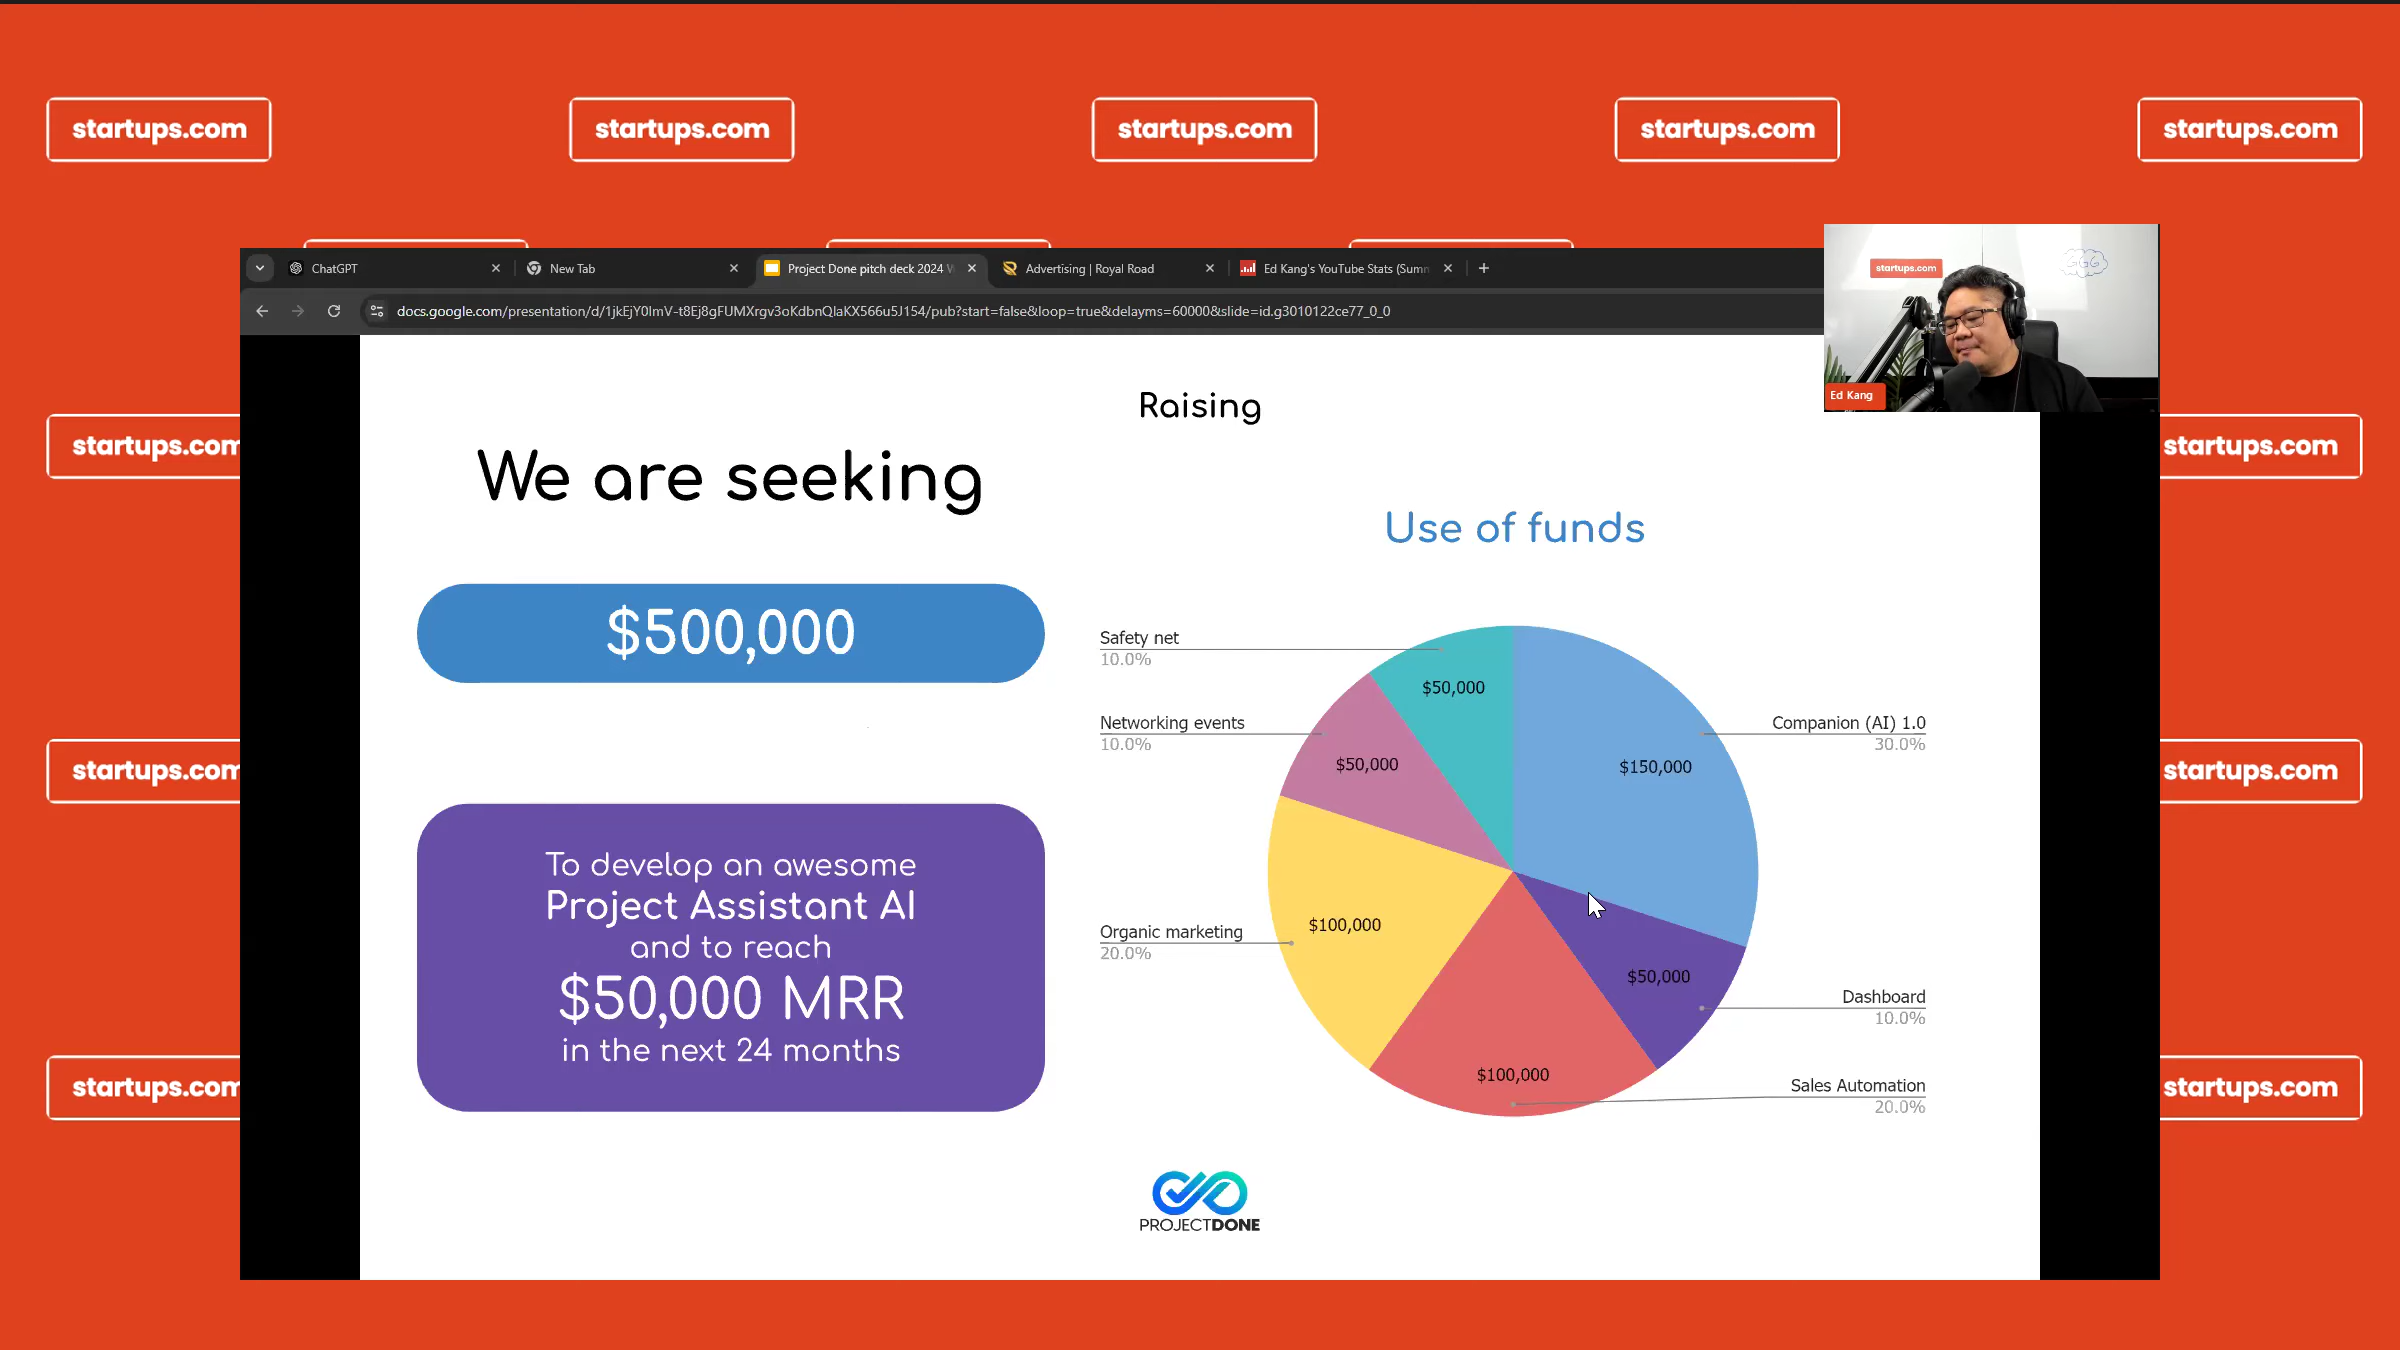 startups.com startups.com startups.com startups.com startups.com
ChatGPT
New Tab
Project Done pitch deck 2024
Advertising | Royal Road
Ed Kang's YouTube Stats (Sum
docs.google.com/presentation/d/1jkEjY0lmV-t8Ej8gFUMXrgv3oKdbnQlaKX566u5J154/pub?start=false&loop=true&delayms=60000&slide=id.g3010122ce77_0_0
startups.com
Ed Kang
startups.com
startups.com
Raising
We are seeking
Use of funds
$500,000
Safety net
10.0%
$50,000
Networking events
10.0%
$50,000
Companion (AI) 1.0
30.0%
$150,000
startups.com
startups.com
To develop an awesome
Project Assistant AI
and to reach
$50,000 MRR
in the next 24 months
Organic marketing
20.0%
$100,000
$50,000
Dashboard
10.0%
$100,000
Sales Automation
20.0%
startups.com
startups.com
PROJECTDONE